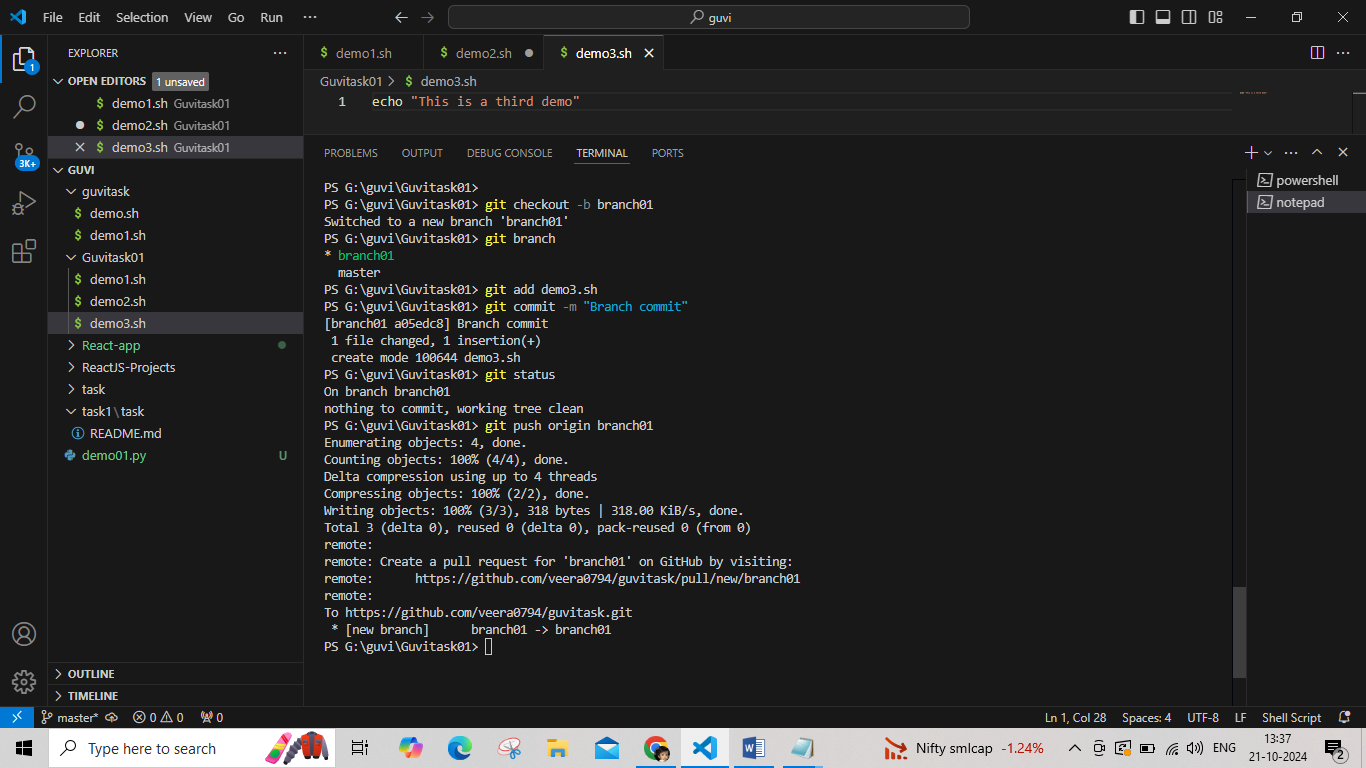 File Edit Selection View Go Run ···
guvi
EXPLORER ···
OPEN EDITORS 1 unsaved
$ demo1.sh Guvitask01
● $ demo2.sh Guvitask01
$ demo3.sh Guvitask01
GUVI
guvitask
$ demo.sh
$ demo1.sh
Guvitask01
$ demo1.sh
$ demo2.sh
$ demo3.sh
React-app
ReactJS-Projects
task
task1\task
README.md
demo01.py U
OUTLINE
TIMELINE
1
3K+
$ demo1.sh $ demo2.sh ● $ demo3.sh
Guvitask01 > $ demo3.sh
1 echo "This is a third demo"
PROBLEMS OUTPUT DEBUG CONSOLE TERMINAL PORTS
PS G:\guvi\Guvitask01>
PS G:\guvi\Guvitask01> git checkout -b branch01
Switched to a new branch 'branch01'
PS G:\guvi\Guvitask01> git branch
* branch01
master
PS G:\guvi\Guvitask01> git add demo3.sh
PS G:\guvi\Guvitask01> git commit -m "Branch commit"
[branch01 a05edc8] Branch commit
1 file changed, 1 insertion(+)
create mode 100644 demo3.sh
PS G:\guvi\Guvitask01> git status
On branch branch01
nothing to commit, working tree clean
PS G:\guvi\Guvitask01> git push origin branch01
Enumerating objects: 4, done.
Counting objects: 100% (4/4), done.
Delta compression using up to 4 threads
Compressing objects: 100% (2/2), done.
Writing objects: 100% (3/3), 318 bytes | 318.00 KiB/s, done.
Total 3 (delta 0), reused 0 (delta 0), pack-reused 0 (from 0)
remote:
remote: Create a pull request for 'branch01' on GitHub by visiting:
remote: https://github.com/veera0794/guvitask/pull/new/branch01
remote:
To https://github.com/veera0794/guvitask.git
* [new branch] branch01 -> branch01
PS G:\guvi\Guvitask01>
powershell
notepad
master* 0 0 0 Ln 1, Col 28 Spaces: 4 UTF-8 LF Shell Script
Type here to search Nifty smlcap -1.24% ENG 13:37
21-10-2024 2